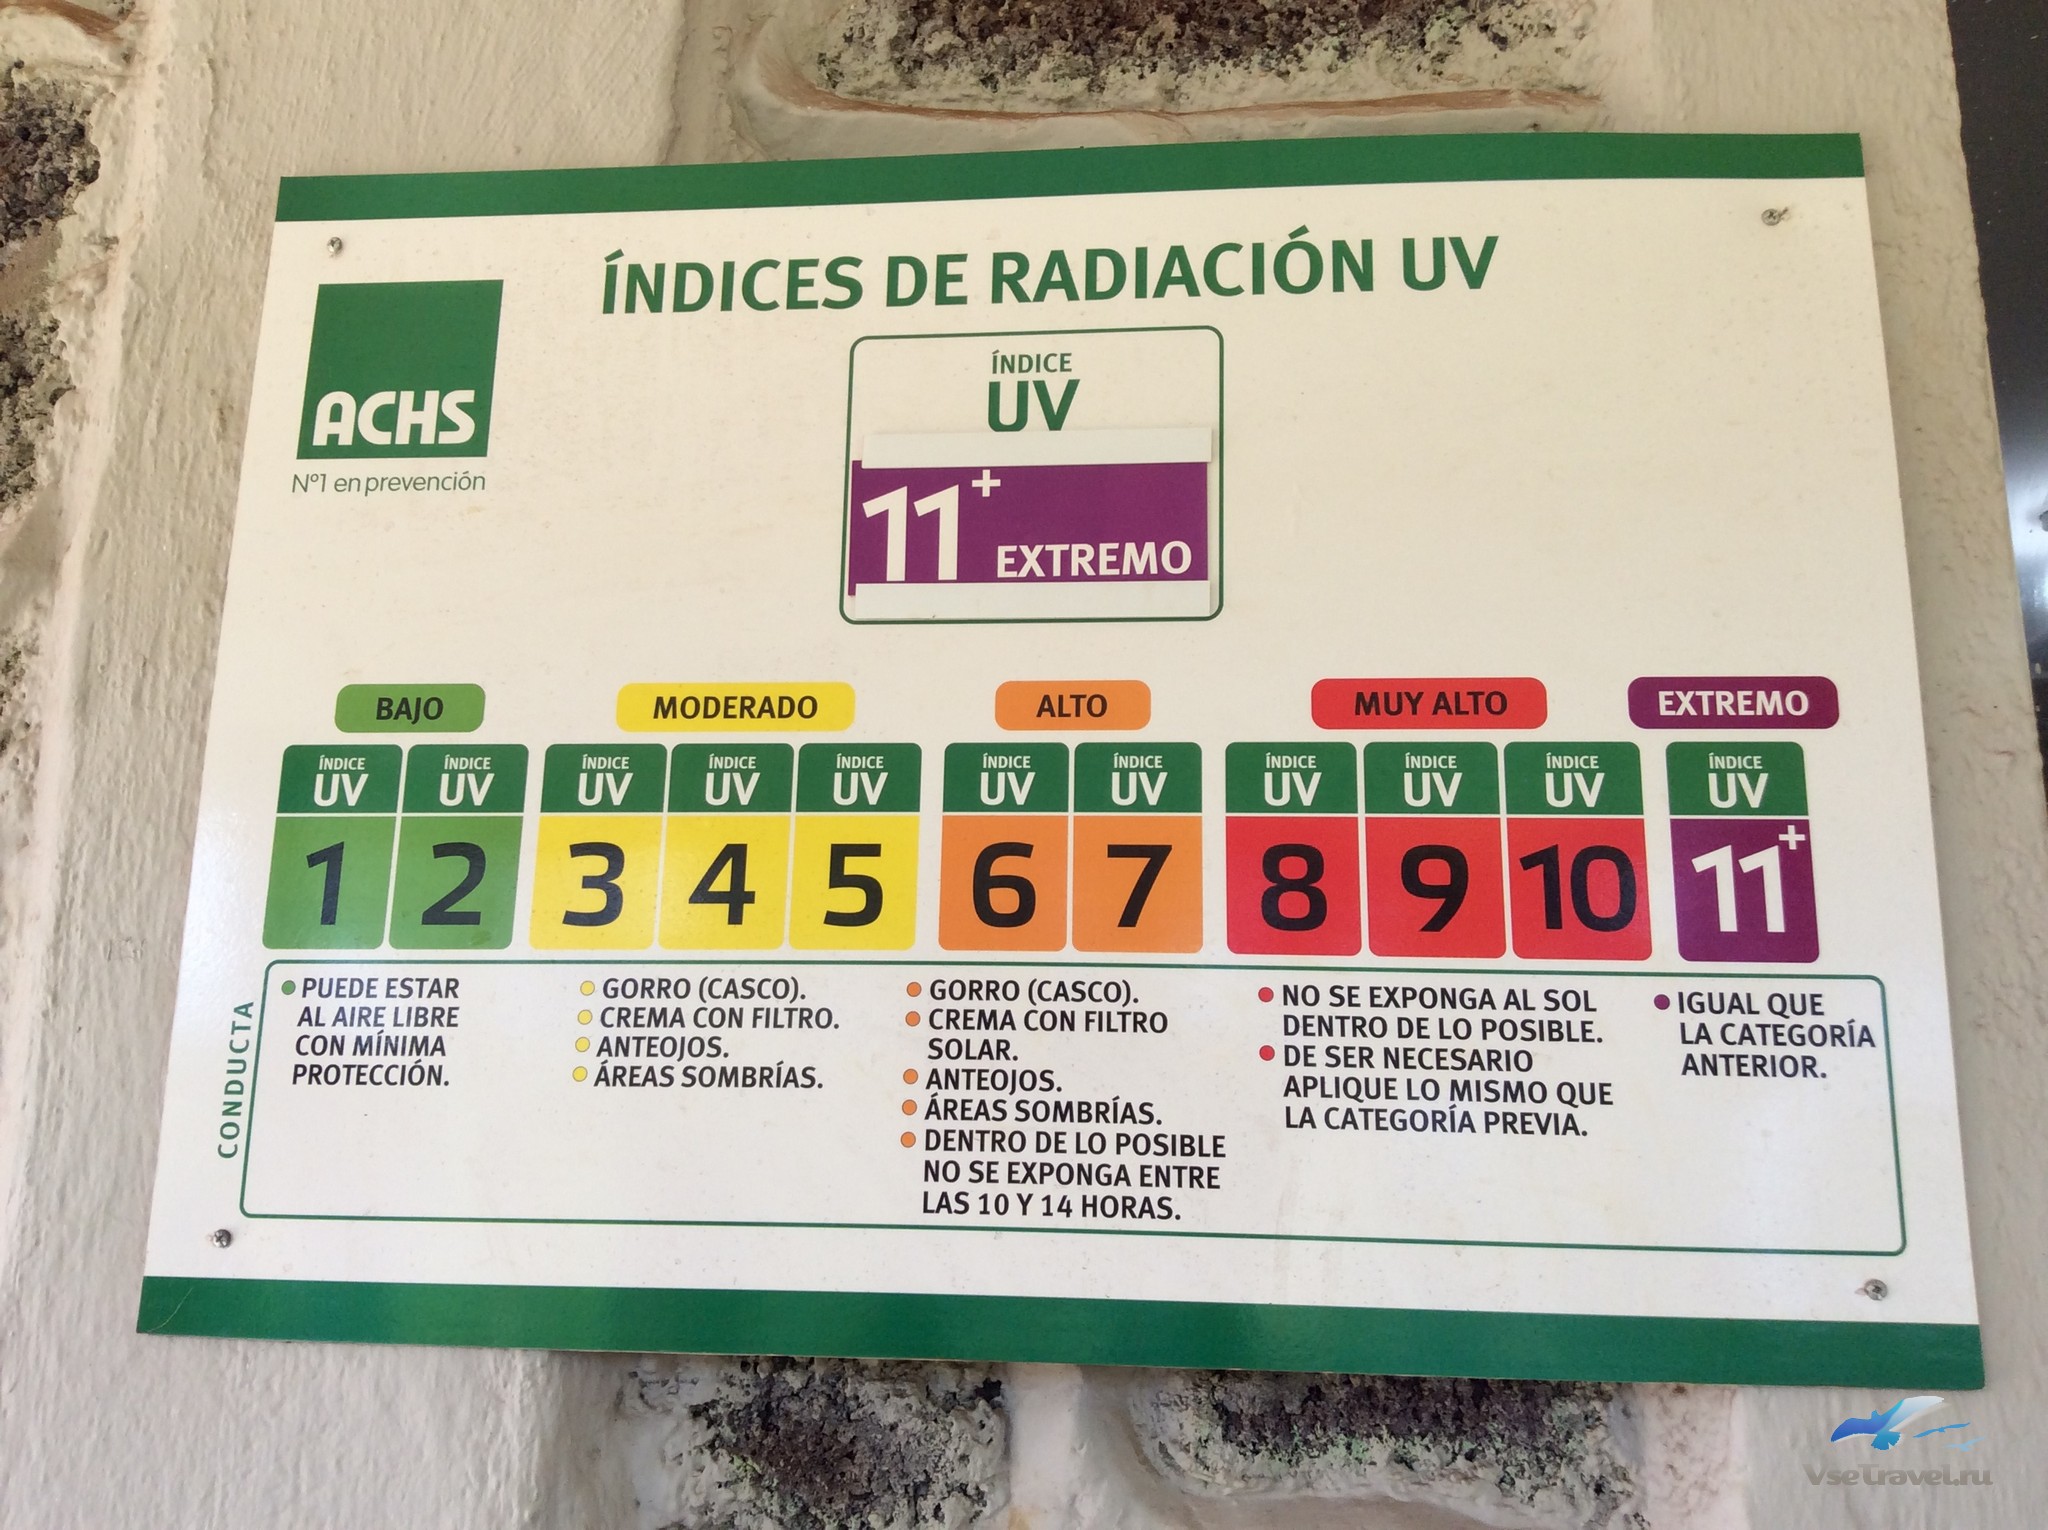 ÍNDICES DE RADIACIÓN UV
ACHS
Nº1 en prevención
ÍNDICE
UV
11+ EXTREMO
BAJO
MODERADO
ALTO
MUY ALTO
EXTREMO
ÍNDICE
UV
1
ÍNDICE
UV
2
ÍNDICE
UV
3
ÍNDICE
UV
4
ÍNDICE
UV
5
ÍNDICE
UV
6
ÍNDICE
UV
7
ÍNDICE
UV
8
ÍNDICE
UV
9
ÍNDICE
UV
10
ÍNDICE
UV
11+
CONDUCTA
• PUEDE ESTAR
AL AIRE LIBRE
CON MÍNIMA
PROTECCIÓN.
• GORRO (CASCO).
• CREMA CON FILTRO.
• ANTEOJOS.
• ÁREAS SOMBRÍAS.
• GORRO (CASCO).
• CREMA CON FILTRO
SOLAR.
• ANTEOJOS.
• ÁREAS SOMBRÍAS.
• DENTRO DE LO POSIBLE
NO SE EXPONGA ENTRE
LAS 10 Y 14 HORAS.
• NO SE EXPONGA AL SOL
DENTRO DE LO POSIBLE.
• DE SER NECESARIO
APLIQUE LO MISMO QUE
LA CATEGORÍA PREVIA.
• IGUAL QUE
LA CATEGORÍA
ANTERIOR.
VseTravel.ru